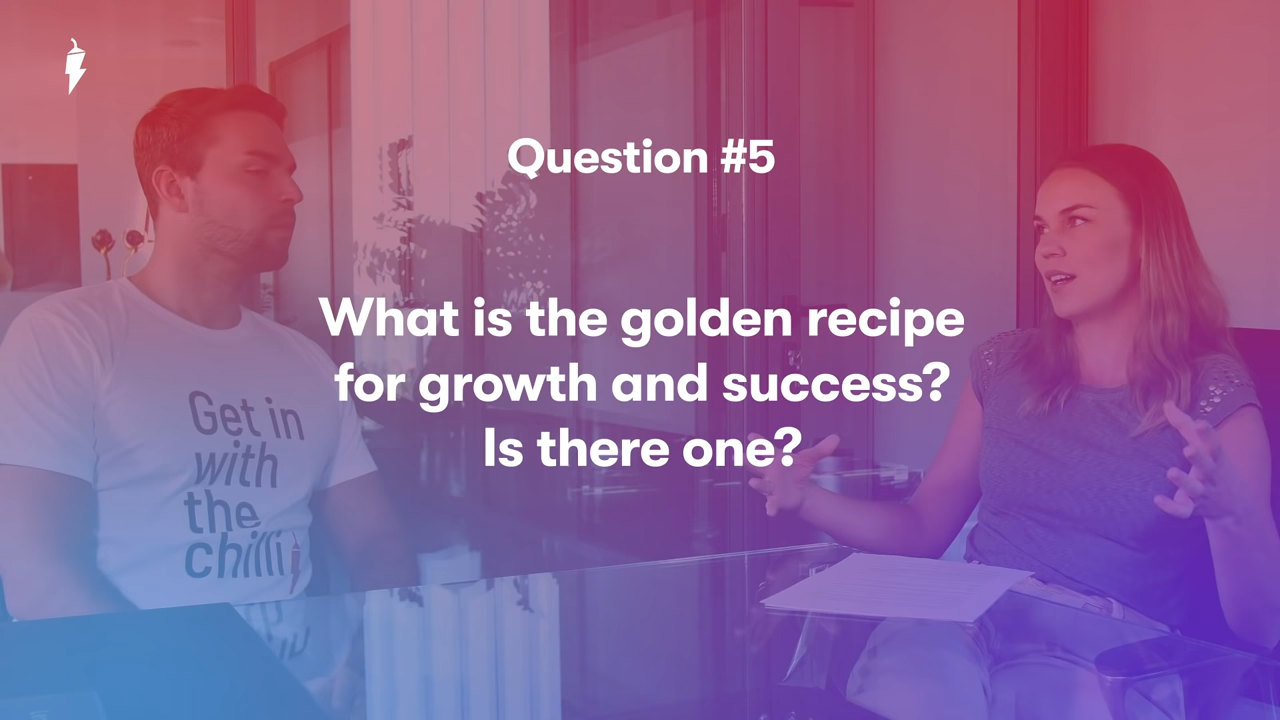 Question #5
What is the golden recipe
for growth and success?
Is there one?
Get in
with
the
chilli